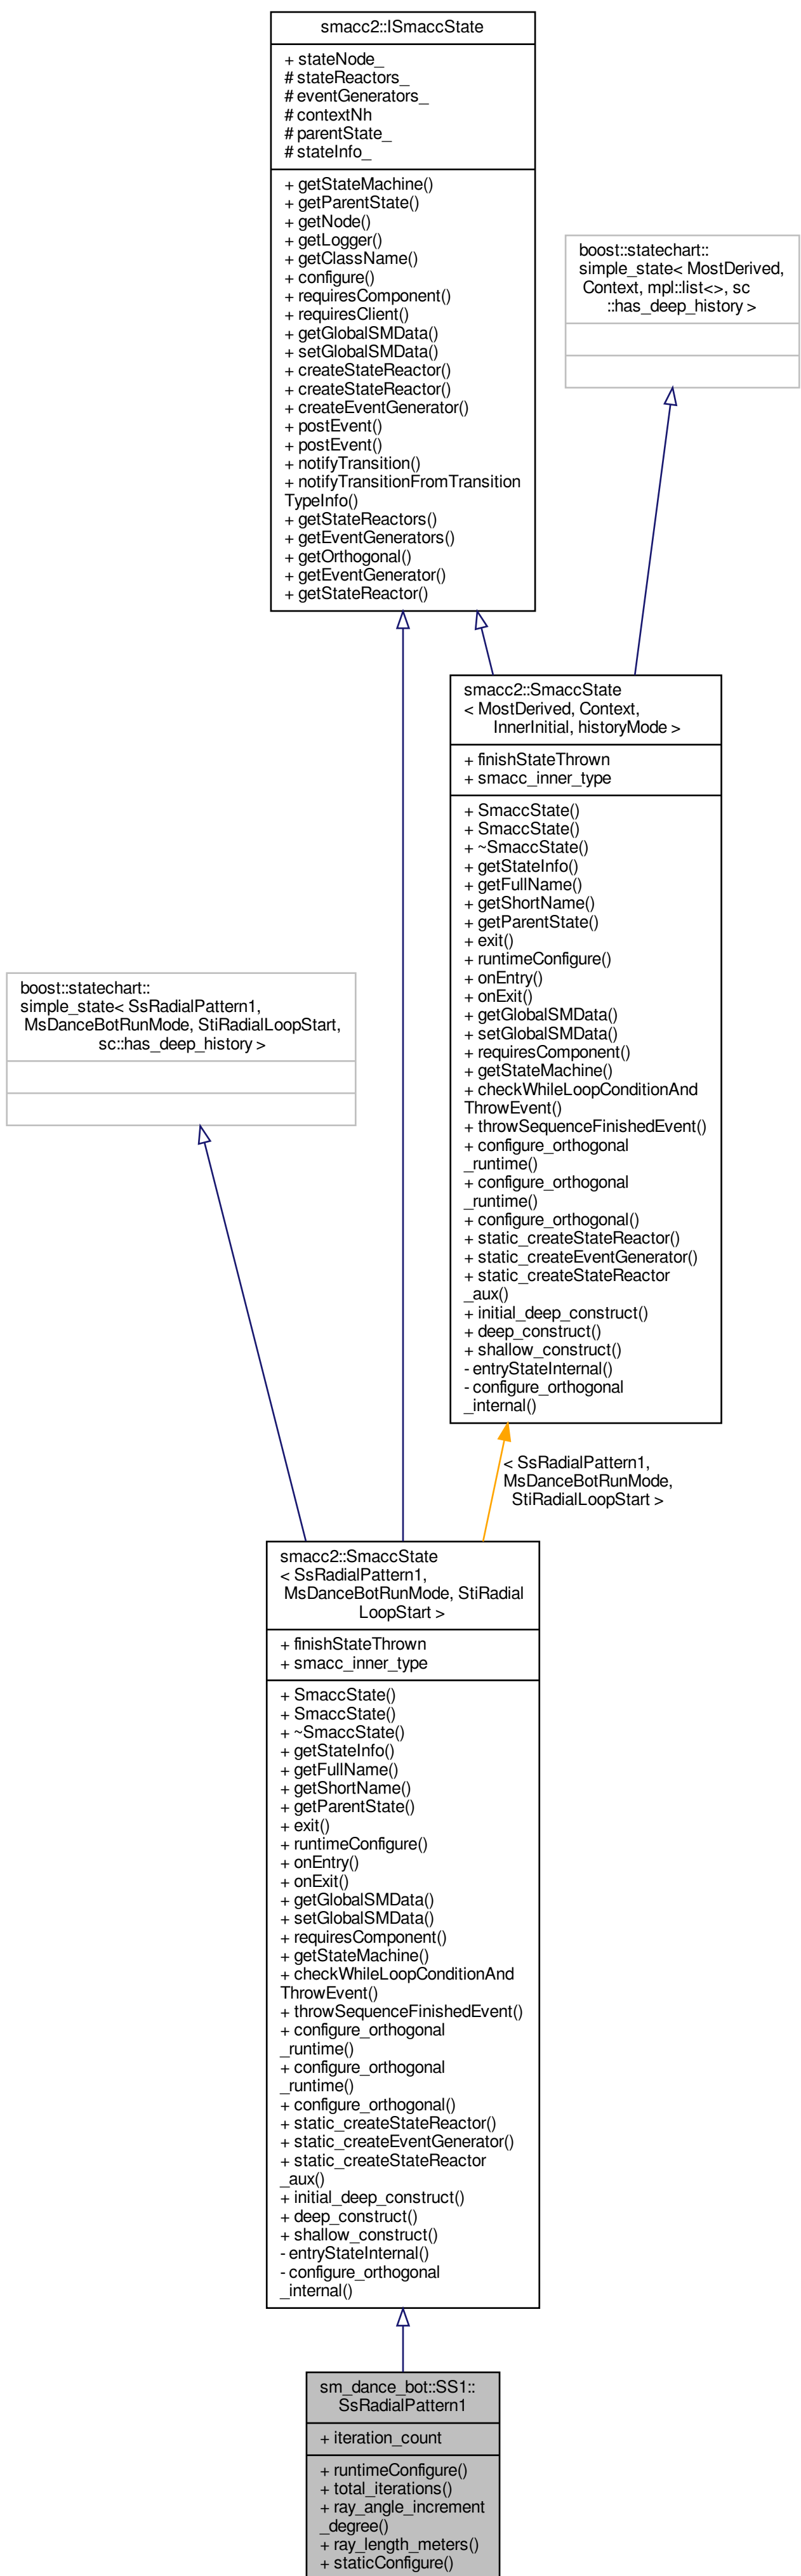 smacc2::ISmaccState
+ stateNode_
# stateReactors_
# eventGenerators_
# contextNh
# parentState_
# stateInfo_
+ getStateMachine()
+ getParentState()
+ getNode()
+ getLogger()
+ getClassName()
+ configure()
+ requiresComponent()
+ requiresClient()
+ getGlobalSMData()
+ setGlobalSMData()
+ createStateReactor()
+ createStateReactor()
+ createEventGenerator()
+ postEvent()
+ postEvent()
+ notifyTransition()
+ notifyTransitionFromTransition
TypeInfo()
+ getStateReactors()
+ getEventGenerators()
+ getOrthogonal()
+ getEventGenerator()
+ getStateReactor()
boost::statechart::
simple_state< MostDerived,
Context, mpl::list<>, sc
::has_deep_history >
smacc2::SmaccState
< MostDerived, Context,
InnerInitial, historyMode >
+ finishStateThrown
+ smacc_inner_type
+ SmaccState()
+ SmaccState()
+ ~SmaccState()
+ getStateInfo()
+ getFullName()
+ getShortName()
+ getParentState()
+ exit()
+ runtimeConfigure()
+ onEntry()
+ onExit()
+ getGlobalSMData()
+ setGlobalSMData()
+ requiresComponent()
+ getStateMachine()
+ checkWhileLoopConditionAnd
ThrowEvent()
+ throwSequenceFinishedEvent()
+ configure_orthogonal
_runtime()
+ configure_orthogonal
_runtime()
+ configure_orthogonal()
+ static_createStateReactor()
+ static_createEventGenerator()
+ static_createStateReactor
_aux()
+ initial_deep_construct()
+ deep_construct()
+ shallow_construct()
- entryStateInternal()
- configure_orthogonal
_internal()
boost::statechart::
simple_state< SsRadialPattern1,
MsDanceBotRunMode, StiRadialLoopStart,
sc::has_deep_history >
< SsRadialPattern1,
MsDanceBotRunMode,
StiRadialLoopStart >
smacc2::SmaccState
< SsRadialPattern1,
MsDanceBotRunMode, StiRadial
LoopStart >
+ finishStateThrown
+ smacc_inner_type
+ SmaccState()
+ SmaccState()
+ ~SmaccState()
+ getStateInfo()
+ getFullName()
+ getShortName()
+ getParentState()
+ exit()
+ runtimeConfigure()
+ onEntry()
+ onExit()
+ getGlobalSMData()
+ setGlobalSMData()
+ requiresComponent()
+ getStateMachine()
+ checkWhileLoopConditionAnd
ThrowEvent()
+ throwSequenceFinishedEvent()
+ configure_orthogonal
_runtime()
+ configure_orthogonal
_runtime()
+ configure_orthogonal()
+ static_createStateReactor()
+ static_createEventGenerator()
+ static_createStateReactor
_aux()
+ initial_deep_construct()
+ deep_construct()
+ shallow_construct()
- entryStateInternal()
- configure_orthogonal
_internal()
sm_dance_bot::SS1::
SsRadialPattern1
+ iteration_count
+ runtimeConfigure()
+ total_iterations()
+ ray_angle_increment
_degree()
+ ray_length_meters()
+ staticConfigure()